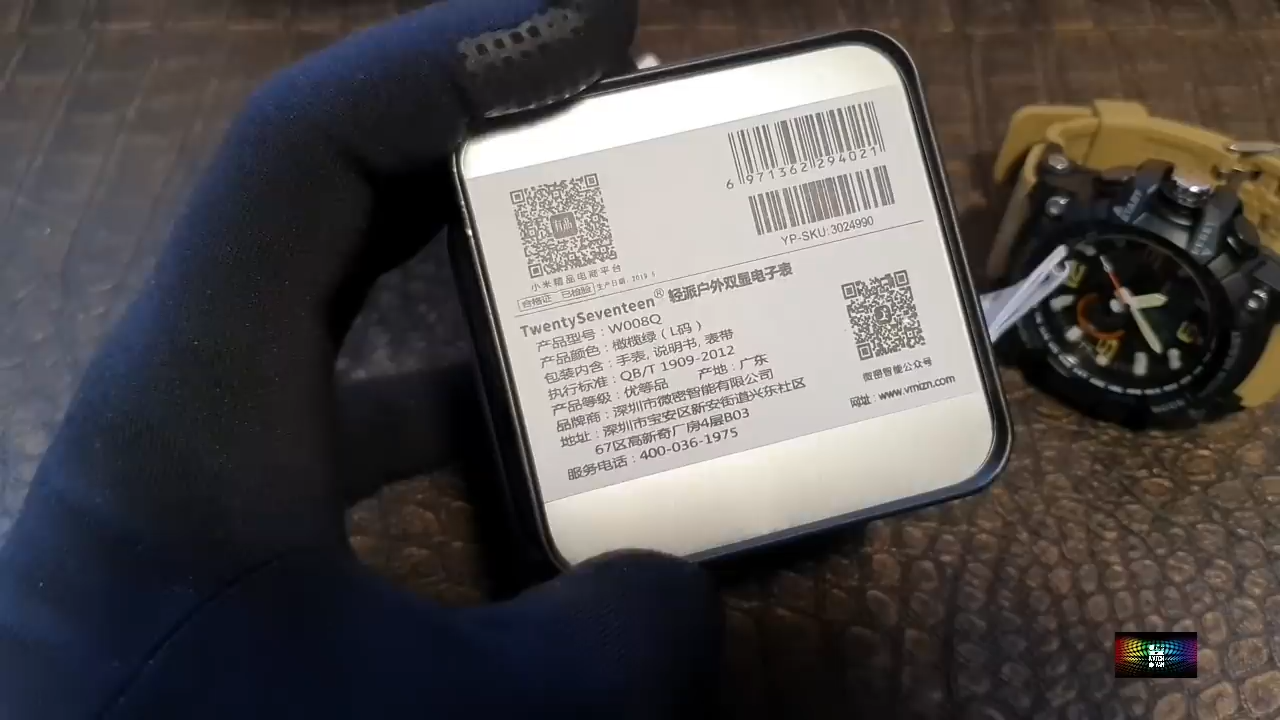 6 971362 294021
YP-SKU: 3024990
有品
小米精品电商平台
合格证 已检验 生产日期: 2019.
TwentySeventeen® 轻派户外双显电子表
产品型号：W008Q
产品颜色：橄榄绿（L码）
包装内含：手表, 说明书, 表带
执行标准：QB/T 1909-2012
产品等级：优等品 产地：广东
品牌商：深圳市微密智能有限公司
地址：深圳市宝安区新安街道兴东社区
67区高新奇厂房4层B03
服务电话：400-036-1975
微密智能公众号
网址：www.vmizn.com